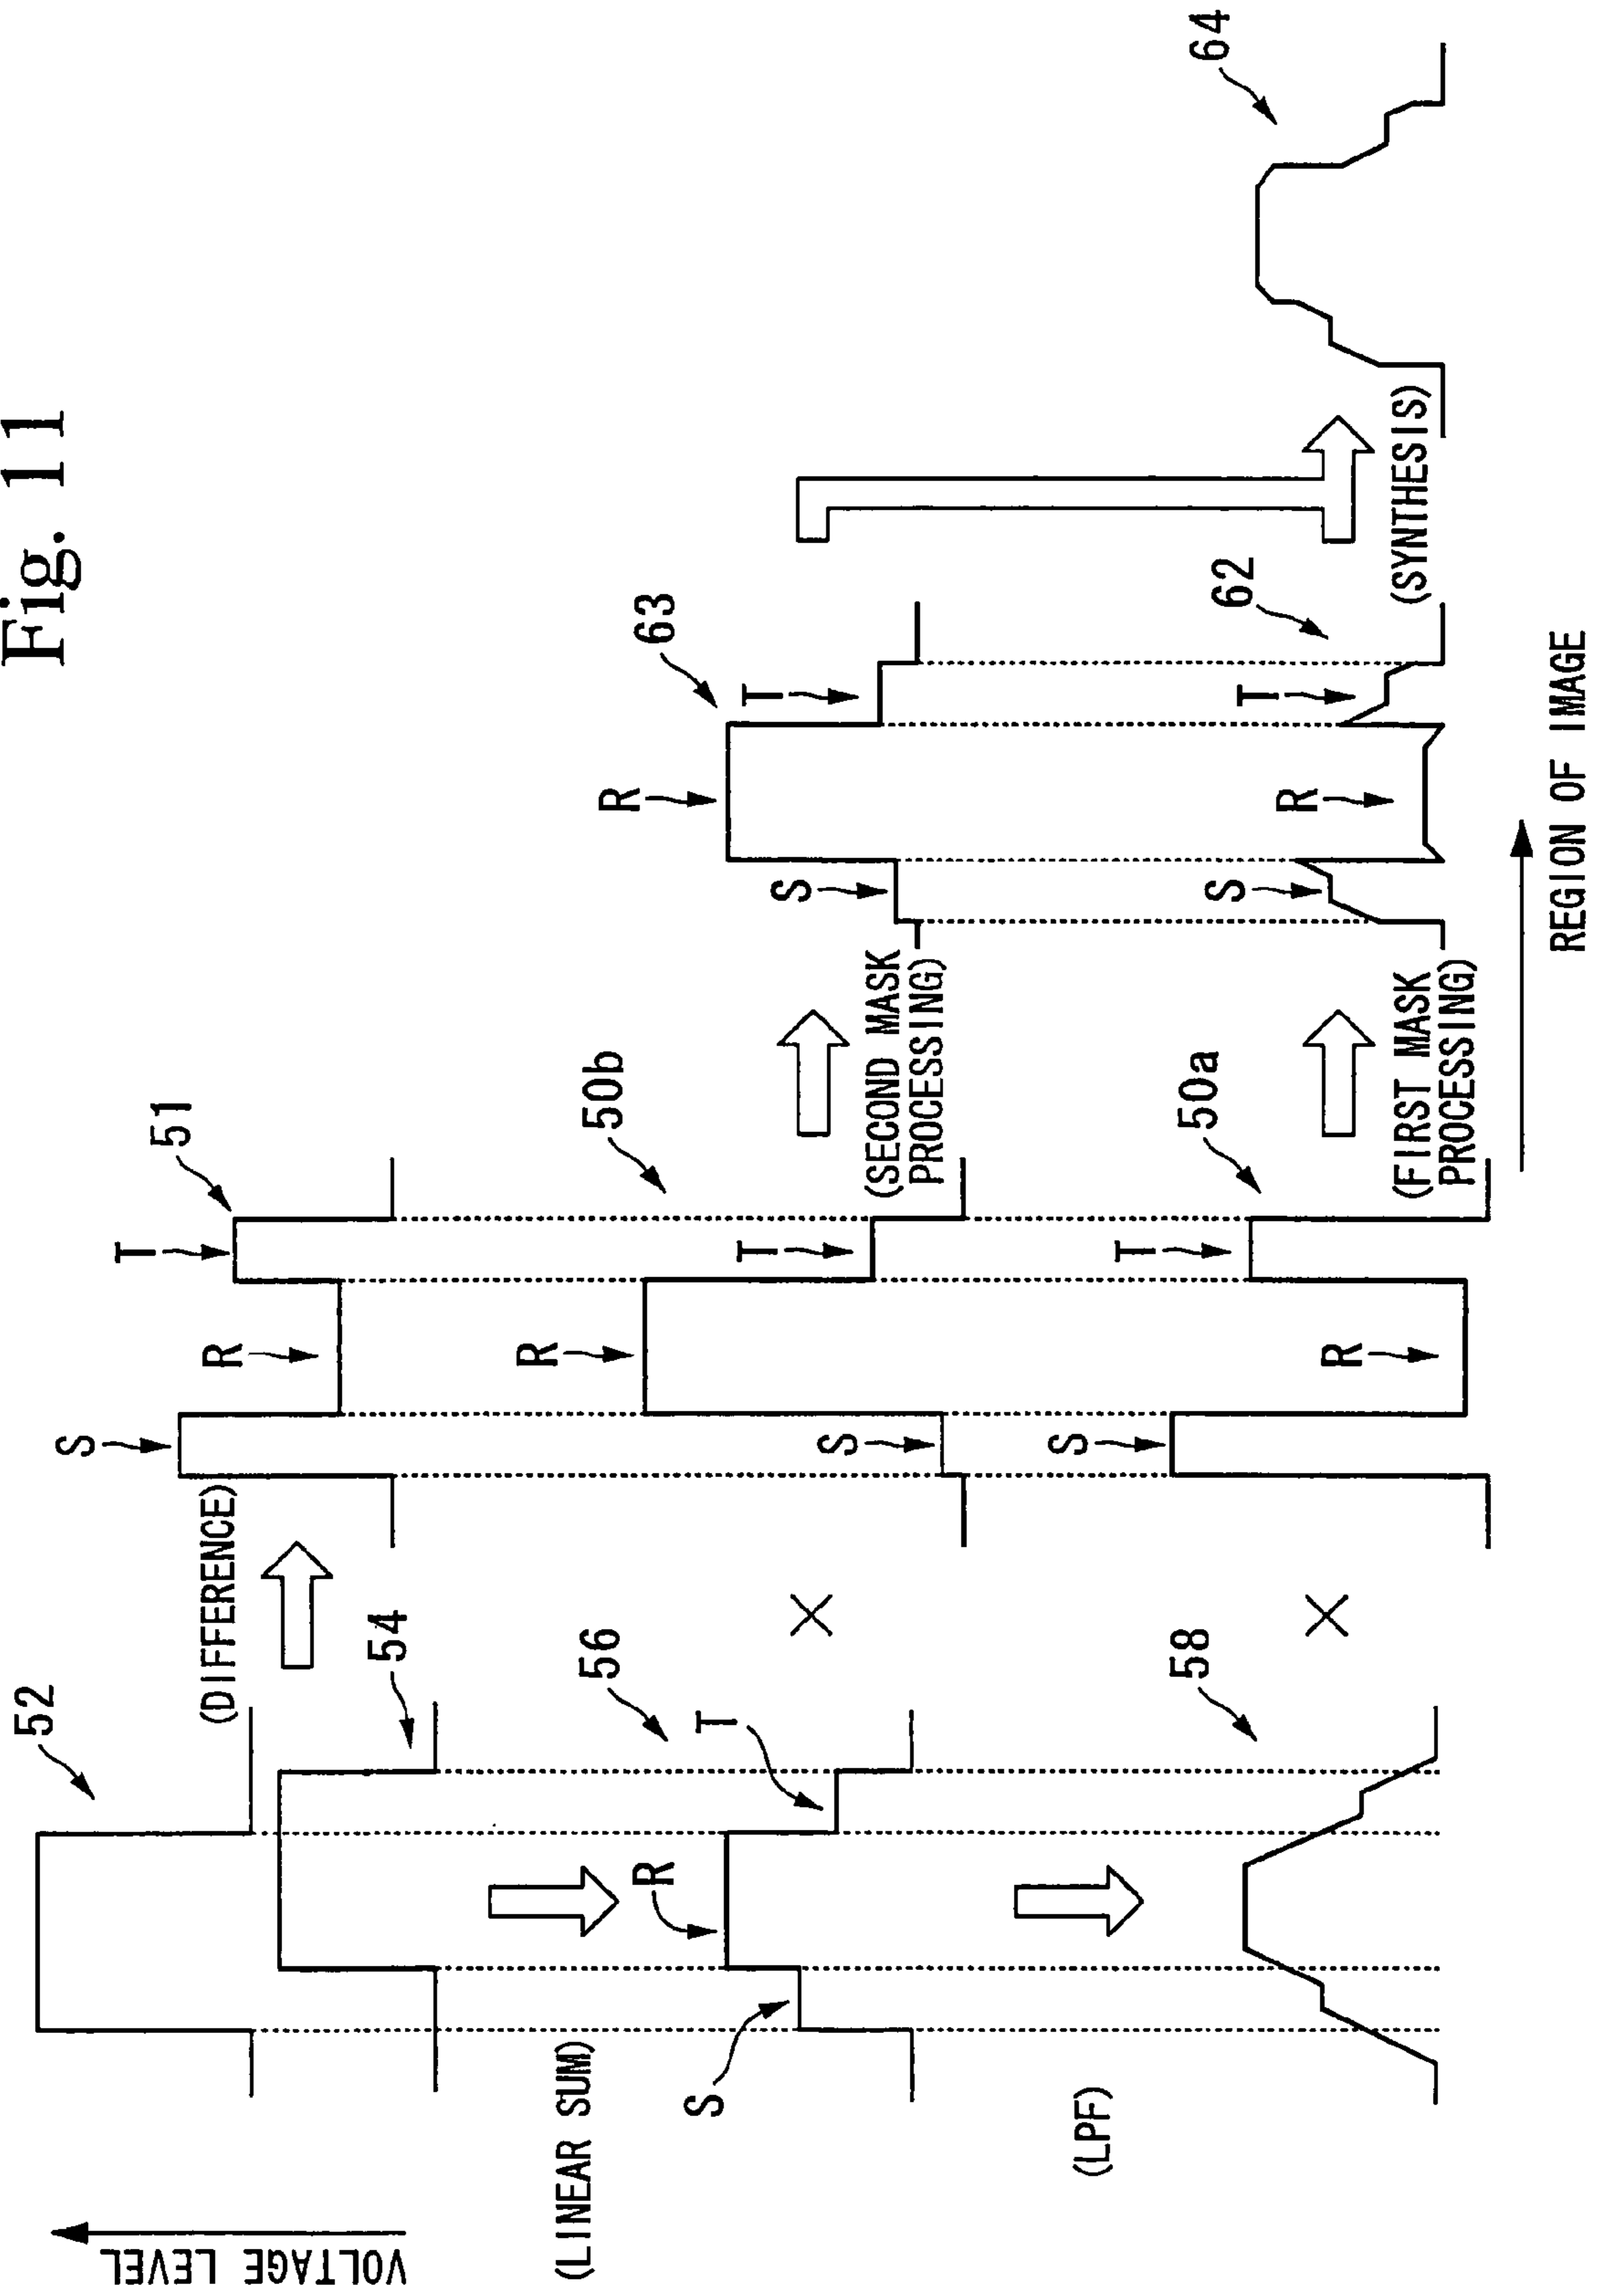 Fig. 11
VOLTAGE LEVEL
52
(DIFFERENCE)
54
S
R
T
51
(LINEAR SUM)
56
S
R
T
×
S
R
T
50b
(SECOND MASK
PROCESSING)
S
R
T
63
(LPF)
58
×
S
R
T
50a
(FIRST MASK
PROCESSING)
S
R
T
62
(SYNTHESIS)
64
REGION OF IMAGE